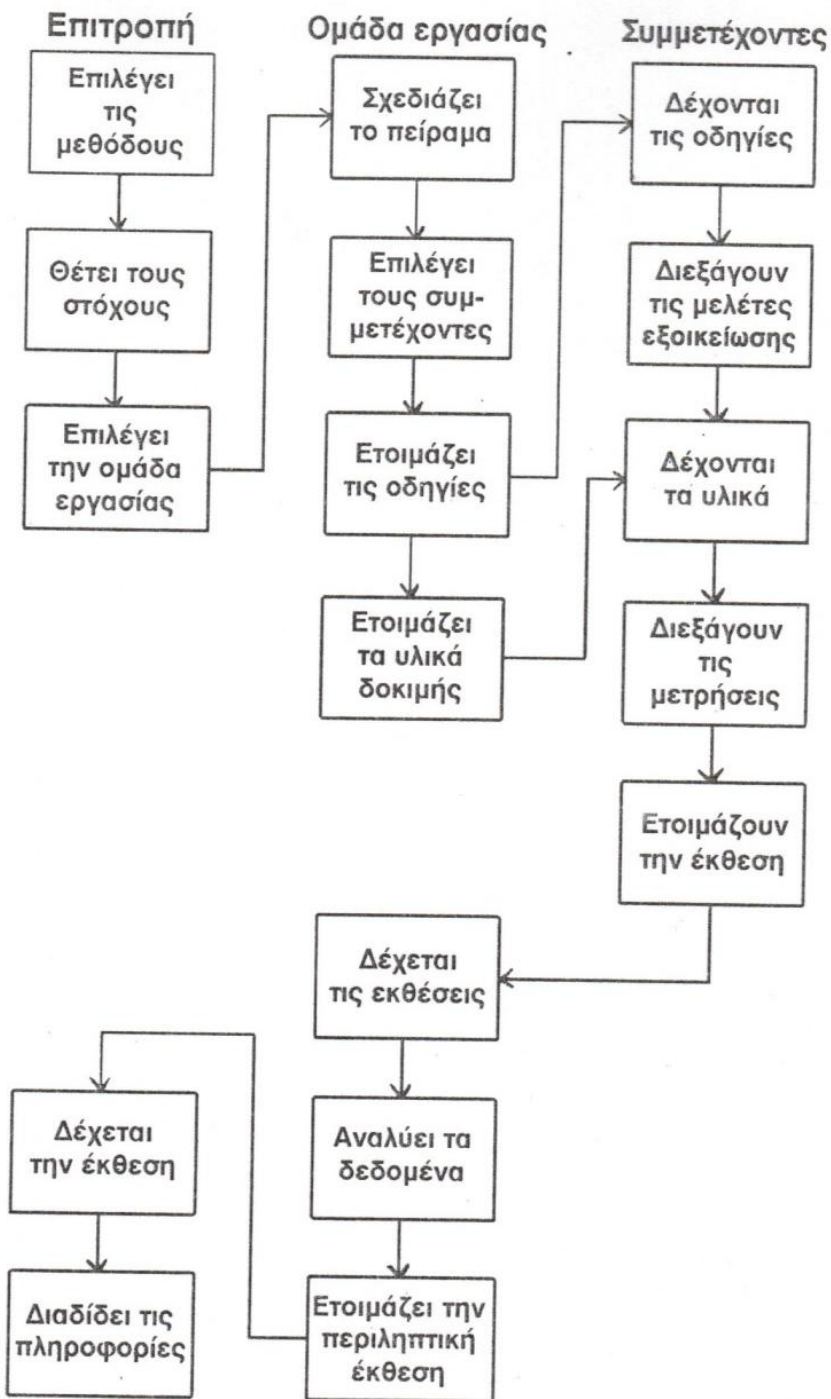 Επιτροπή
Επιλέγει
τις
μεθόδους
Θέτει τους
στόχους
Επιλέγει
την ομάδα
εργασίας
Ομάδα εργασίας
Σχεδιάζει
το πείραμα
Επιλέγει
τους συμ-
μετέχοντες
Ετοιμάζει
τις οδηγίες
Ετοιμάζει
τα υλικά
δοκιμής
Συμμετέχοντες
Δέχονται
τις οδηγίες
Διεξάγουν
τις μελέτες
εξοικείωσης
Δέχονται
τα υλικά
Διεξάγουν
τις
μετρήσεις
Ετοιμάζουν
την έκθεση
Δέχεται
τις εκθέσεις
Αναλύει τα
δεδομένα
Ετοιμάζει την
περιληπτική
έκθεση
Δέχεται
την έκθεση
Διαδίδει τις
πληροφορίες